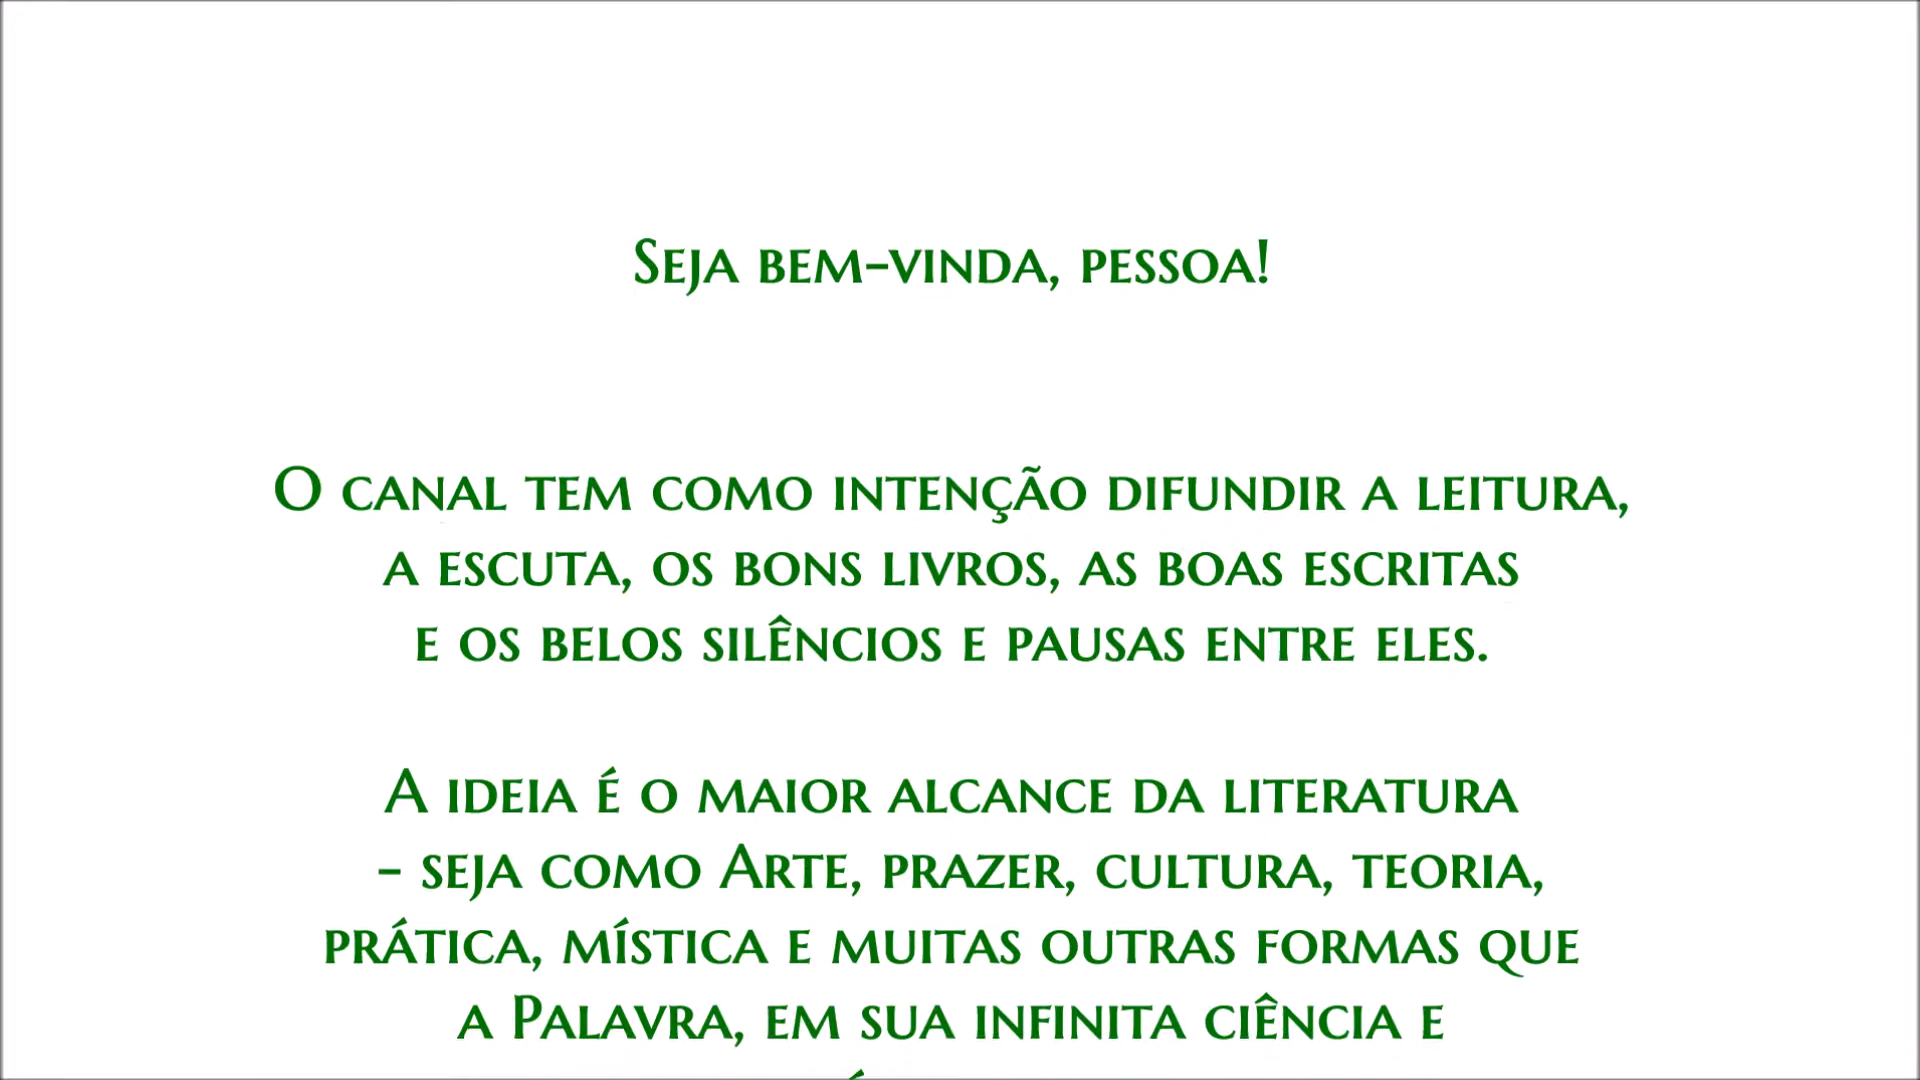 Seja bem-vinda, pessoa!
O canal tem como intenção difundir a leitura,
a escuta, os bons livros, as boas escritas
e os belos silêncios e pausas entre eles.
A ideia é o maior alcance da literatura
- seja como Arte, prazer, cultura, teoria,
prática, mística e muitas outras formas que
a Palavra, em sua infinita ciência e